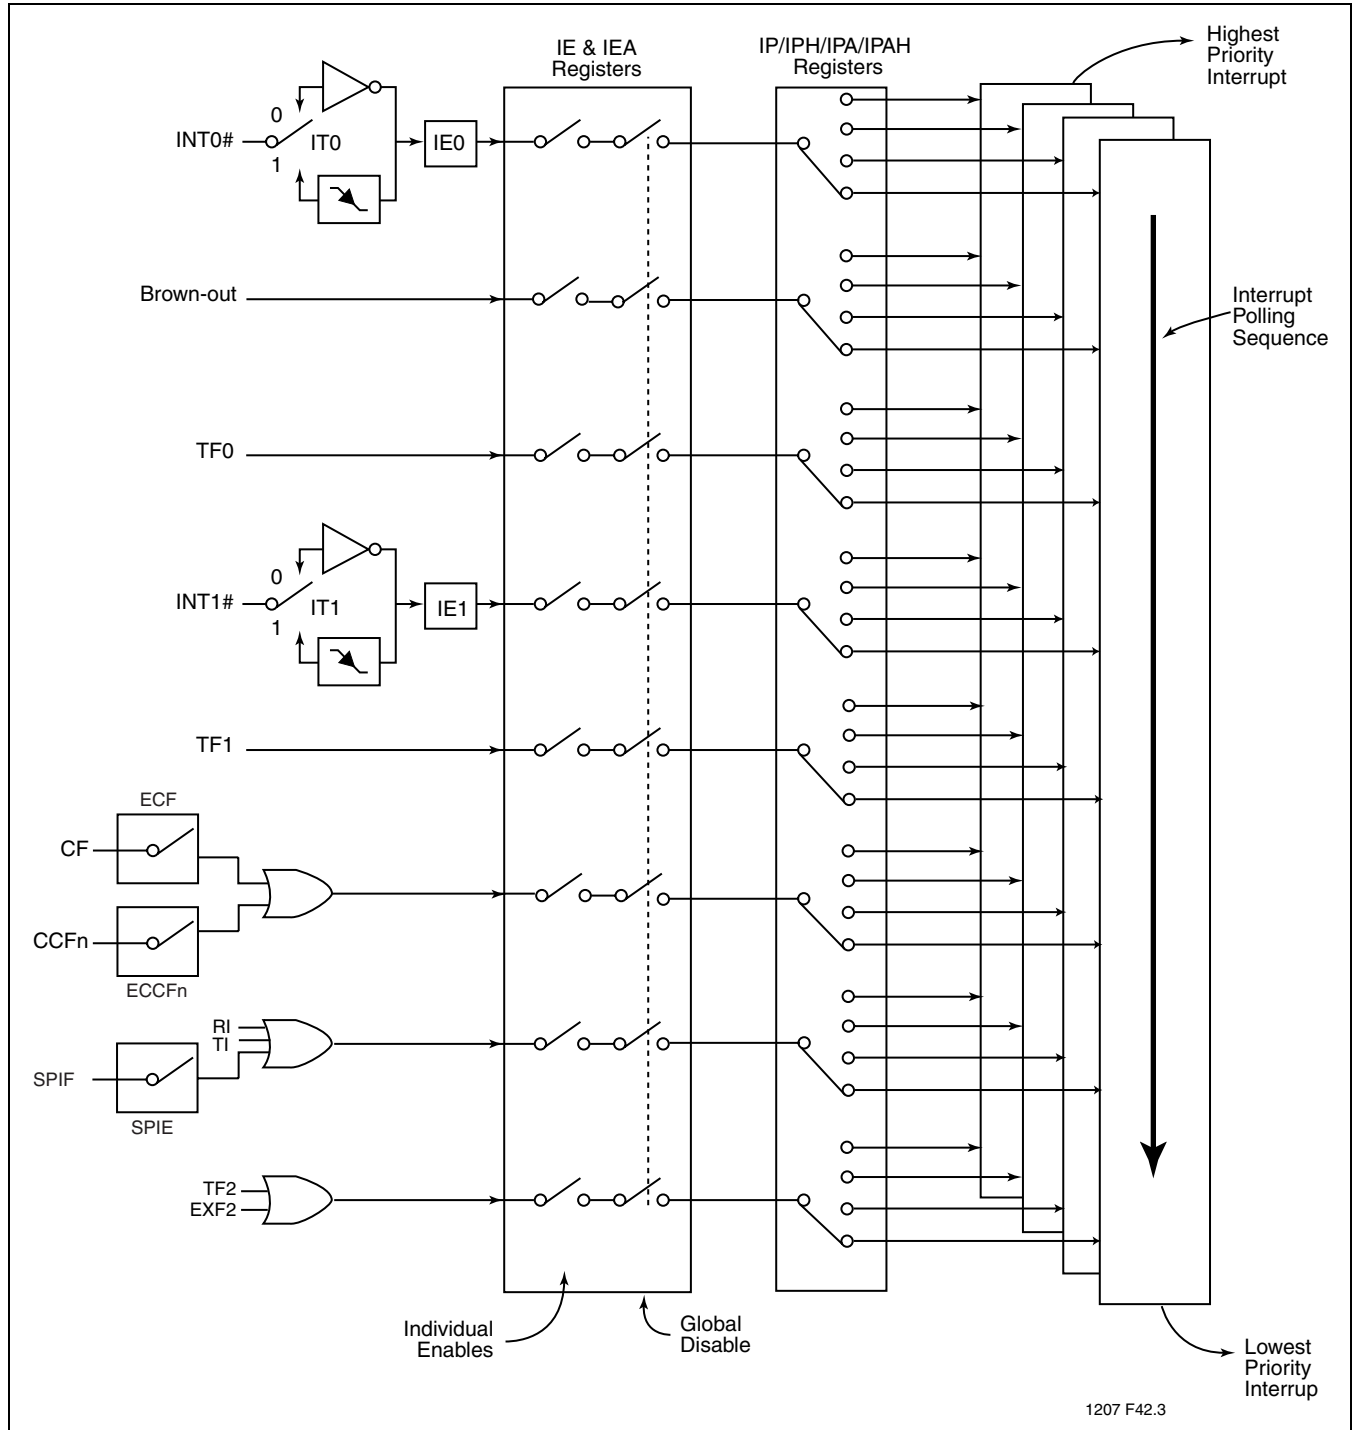 IE & IEA
Registers
IP/IPH/IPA/IPAH
Registers
Highest
Priority
Interrupt
0
INT0#
IT0
1
IE0
Brown-out
Interrupt
Polling
Sequence
TF0
0
INT1#
IT1
1
IE1
TF1
ECF
CF
CCFn
ECCFn
RI
TI
SPIF
SPIE
TF2
EXF2
Individual
Enables
Global
Disable
Lowest
Priority
Interrup
1207 F42.3